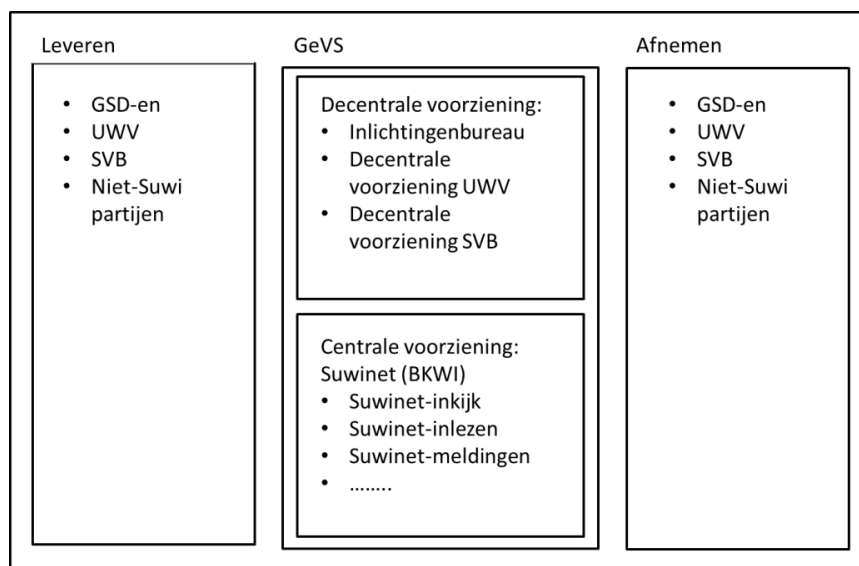 Leveren
• GSD-en
• UWV
• SVB
• Niet-Suwi
partijen
GeVS
Decentrale voorziening:
• Inlichtingenbureau
• Decentrale
voorziening UWV
• Decentrale
voorziening SVB
Centrale voorziening:
Suwinet (BKWI)
• Suwinet-inkijk
• Suwinet-inlezen
• Suwinet-meldingen
• ……..
Afnemen
• GSD-en
• UWV
• SVB
• Niet-Suwi
partijen